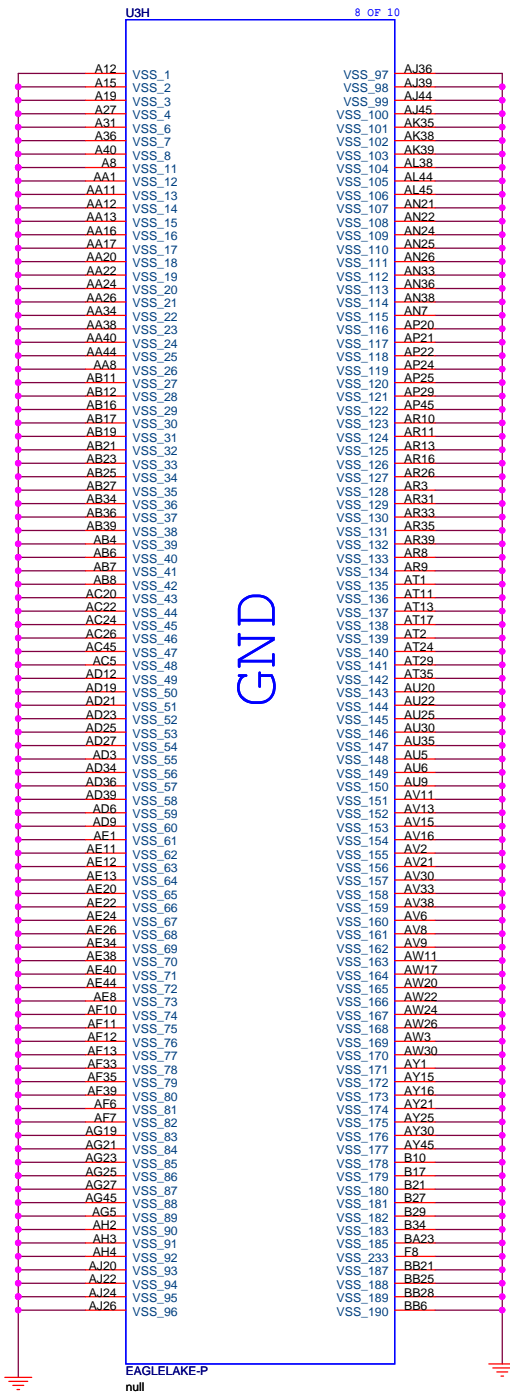 U3H 8 OF 10
A12 VSS_1 VSS_97 AJ36
A15 VSS_2 VSS_98 AJ39
A19 VSS_3 VSS_99 AJ44
A27 VSS_4 VSS_100 AJ45
A31 VSS_6 VSS_101 AK35
A36 VSS_7 VSS_102 AK38
A40 VSS_8 VSS_103 AK39
A8 VSS_11 VSS_104 AL38
AA1 VSS_12 VSS_105 AL44
AA11 VSS_13 VSS_106 AL45
AA12 VSS_14 VSS_107 AN21
AA13 VSS_15 VSS_108 AN22
AA16 VSS_16 VSS_109 AN24
AA17 VSS_17 VSS_110 AN25
AA20 VSS_18 VSS_111 AN26
AA22 VSS_19 VSS_112 AN33
AA24 VSS_20 VSS_113 AN36
AA26 VSS_21 VSS_114 AN38
AA34 VSS_22 VSS_115 AN7
AA38 VSS_23 VSS_116 AP20
AA40 VSS_24 VSS_117 AP21
AA44 VSS_25 VSS_118 AP22
AA8 VSS_26 VSS_119 AP24
AB11 VSS_27 VSS_120 AP25
AB12 VSS_28 VSS_121 AP29
AB16 VSS_29 VSS_122 AP45
AB17 VSS_30 VSS_123 AR10
AB19 VSS_31 VSS_124 AR11
AB21 VSS_32 VSS_125 AR13
AB23 VSS_33 VSS_126 AR16
AB25 VSS_34 VSS_127 AR26
AB27 VSS_35 VSS_128 AR3
AB34 VSS_36 VSS_129 AR31
AB36 VSS_37 VSS_130 AR33
AB39 VSS_38 VSS_131 AR35
AB4 VSS_39 VSS_132 AR39
AB6 VSS_40 VSS_133 AR8
AB7 VSS_41 VSS_134 AR9
AB8 VSS_42 VSS_135 AT1
AC20 VSS_43 VSS_136 AT11
AC22 VSS_44 VSS_137 AT13
AC24 VSS_45 VSS_138 AT17
AC26 VSS_46 VSS_139 AT2
AC45 VSS_47 VSS_140 AT24
AC5 VSS_48 VSS_141 AT29
AD12 VSS_49 VSS_142 AT35
AD19 VSS_50 VSS_143 AU20
AD21 VSS_51 VSS_144 AU22
AD23 VSS_52 VSS_145 AU25
AD25 VSS_53 VSS_146 AU30
AD27 VSS_54 VSS_147 AU35
AD3 VSS_55 VSS_148 AU5
AD34 VSS_56 VSS_149 AU6
AD36 VSS_57 VSS_150 AU9
AD39 VSS_58 VSS_151 AV11
AD6 VSS_59 VSS_152 AV13
AD9 VSS_60 VSS_153 AV15
AE1 VSS_61 VSS_154 AV16
AE11 VSS_62 VSS_155 AV2
AE12 VSS_63 VSS_156 AV21
AE13 VSS_64 VSS_157 AV30
AE20 VSS_65 VSS_158 AV33
AE22 VSS_66 VSS_159 AV38
AE24 VSS_67 VSS_160 AV6
AE26 VSS_68 VSS_161 AV8
AE34 VSS_69 VSS_162 AV9
AE38 VSS_70 VSS_163 AW11
AE40 VSS_71 VSS_164 AW17
AE44 VSS_72 VSS_165 AW20
AE8 VSS_73 VSS_166 AW22
AF10 VSS_74 VSS_167 AW24
AF11 VSS_75 VSS_168 AW26
AF12 VSS_76 VSS_169 AW3
AF13 VSS_77 VSS_170 AW30
AF33 VSS_78 VSS_171 AY1
AF35 VSS_79 VSS_172 AY15
AF39 VSS_80 VSS_173 AY16
AF6 VSS_81 VSS_174 AY21
AF7 VSS_82 VSS_175 AY25
AG19 VSS_83 VSS_176 AY30
AG21 VSS_84 VSS_177 AY45
AG23 VSS_85 VSS_178 B10
AG25 VSS_86 VSS_179 B17
AG27 VSS_87 VSS_180 B21
AG45 VSS_88 VSS_181 B27
AG5 VSS_89 VSS_182 B29
AH2 VSS_90 VSS_183 B34
AH3 VSS_91 VSS_185 BA23
AH4 VSS_92 VSS_233 F8
AJ20 VSS_93 VSS_187 BB21
AJ22 VSS_94 VSS_188 BB25
AJ24 VSS_95 VSS_189 BB28
AJ26 VSS_96 VSS_190 BB6
GND
EAGLELAKE-P
null